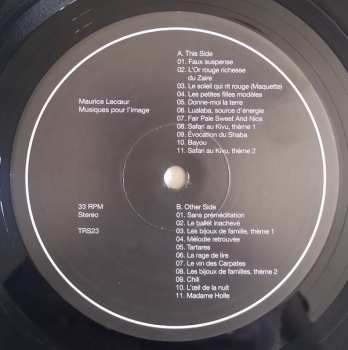 A. This Side
01. Faux suspense
02. L'Or rouge richesse
du Zaire
03. Le soleil qui rit rouge (Maquette)
04. Les petites filles modèles
05. Donne-moi la terre
06. Lualaba, source d'énergie
07. Fair Pale Sweet And Nice
08. Safari au Kivu, thème 1
09. Évocation du Shaba
10. Bayou
11. Safari au Kivu, thème 2
Maurice Lacœur
Musiques pour l'image
33 RPM
Stereo
TRS23
B. Other Side
01. Sans préméditation
02. Le ballet inachevé
03. Les bijoux de famille, thème 1
04. Mélodie retrouvée
05. Tartares
06. La rage de lire
07. Le vin des Carpates
08. Les bijoux de familles, thème 2
09. Chili
10. L'œil de la nuit
11. Madame Holle